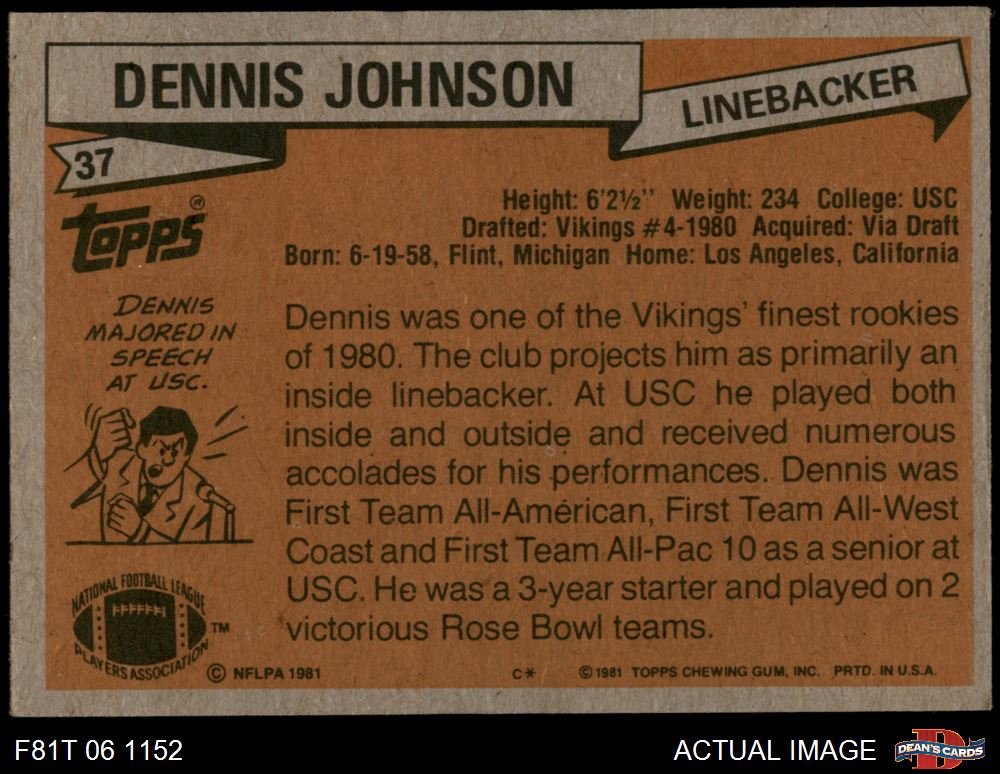 DENNIS JOHNSON
LINEBACKER
37
TOPPS®
Height: 6'2½" Weight: 234 College: USC
Drafted: Vikings #4-1980 Acquired: Via Draft
Born: 6-19-58, Flint, Michigan Home: Los Angeles, California
DENNIS
MAJORED IN
SPEECH
AT USC.
Dennis was one of the Vikings' finest rookies
of 1980. The club projects him as primarily an
inside linebacker. At USC he played both
inside and outside and received numerous
accolades for his performances. Dennis was
First Team All-American, First Team All-West
Coast and First Team All-Pac 10 as a senior at
USC. He was a 3-year starter and played on 2
victorious Rose Bowl teams.
NATIONAL FOOTBALL LEAGUE
PLAYERS ASSOCIATION
TM
© NFLPA 1981
C*
© 1981 TOPPS CHEWING GUM, INC. PRTD. IN U.S.A.
F81T 06 1152
ACTUAL IMAGE
D
DEAN'S CARDS